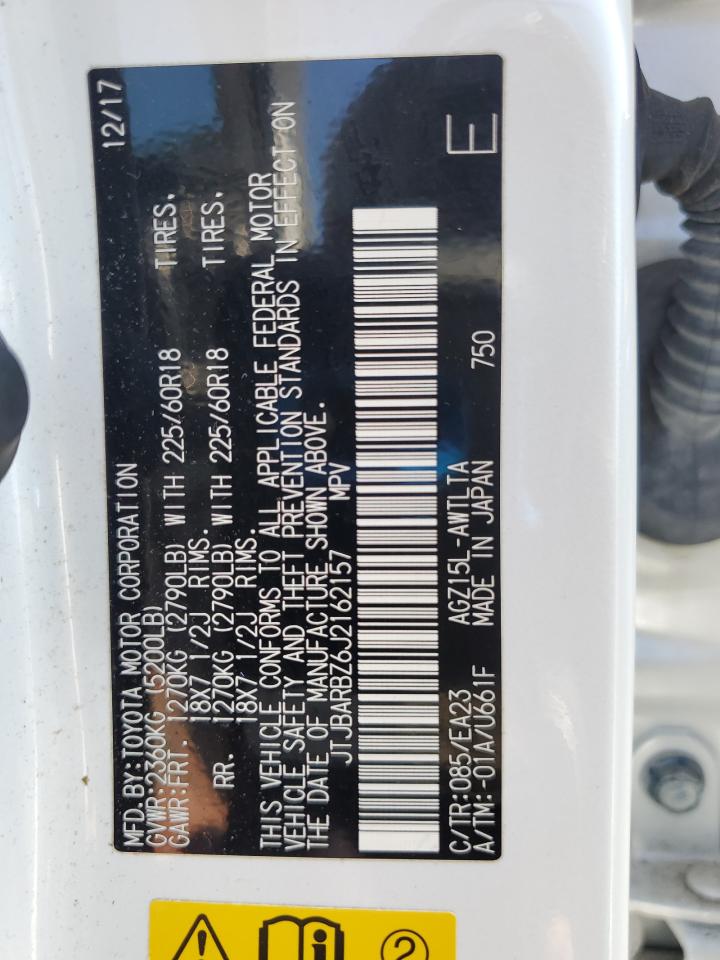 MFD.BY:TOYOTA MOTOR CORPORATION 12/17
GVWR:2360KG (5200LB)
GAWR:FRT. 1270KG (2790LB) WITH 225/60R18 TIRES.
18X7 1/2J RIMS.
RR. 1270KG (2790LB) WITH 225/60R18 TIRES.
18X7 1/2J RIMS.
THIS VEHICLE CONFORMS TO ALL APPLICABLE FEDERAL MOTOR
VEHICLE SAFETY AND THEFT PREVENTION STANDARDS IN EFFECT ON
THE DATE OF MANUFACTURE SHOWN ABOVE.
JTJBARBZ6J2162157 MPV
C/TR:085/EA23 AGZ15L-AWTLTA
A/TM:-01A/U661F MADE IN JAPAN 750 E
2